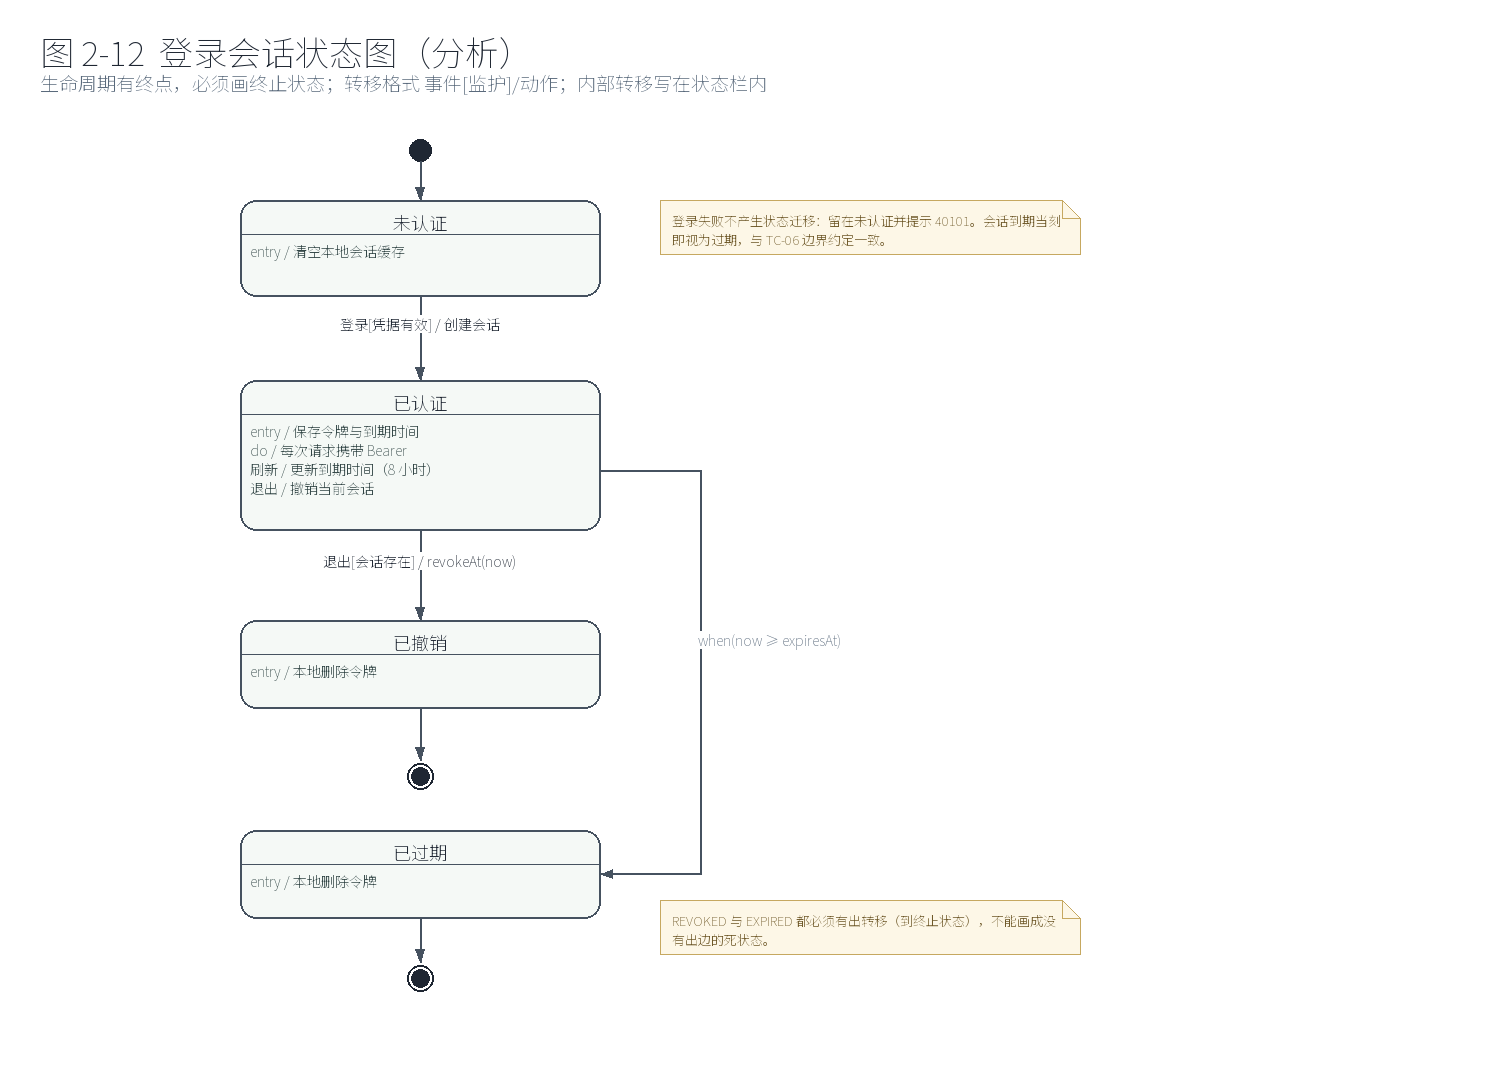 图 2-12 登录会话状态图（分析）
生命周期有终点，必须画终止状态；转移格式 事件[监护]/动作；内部转移写在状态栏内
未认证
entry / 清空本地会话缓存
登录失败不产生状态迁移：留在未认证并提示 40101。会话到期当刻
即视为过期，与 TC-06 边界约定一致。
登录[凭据有效] / 创建会话
已认证
entry / 保存令牌与到期时间
do / 每次请求携带 Bearer
刷新 / 更新到期时间（8 小时）
退出 / 撤销当前会话
退出[会话存在] / revokeAt(now)
已撤销
entry / 本地删除令牌
when(now ≥ expiresAt)
已过期
entry / 本地删除令牌
REVOKED 与 EXPIRED 都必须有出转移（到终止状态），不能画成没
有出边的死状态。